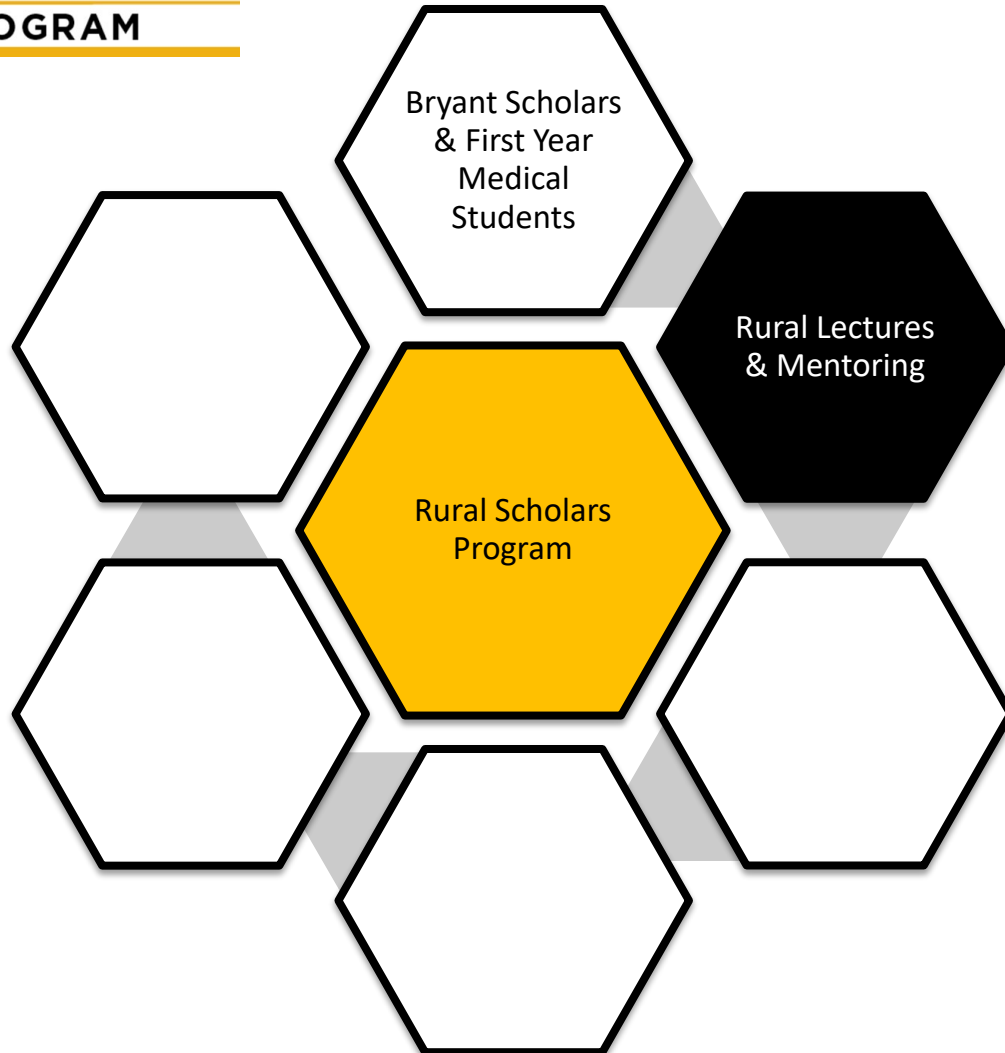 OGRAM
Bryant Scholars
& First Year
Medical
Students
Rural Lectures
& Mentoring
Rural Scholars
Program